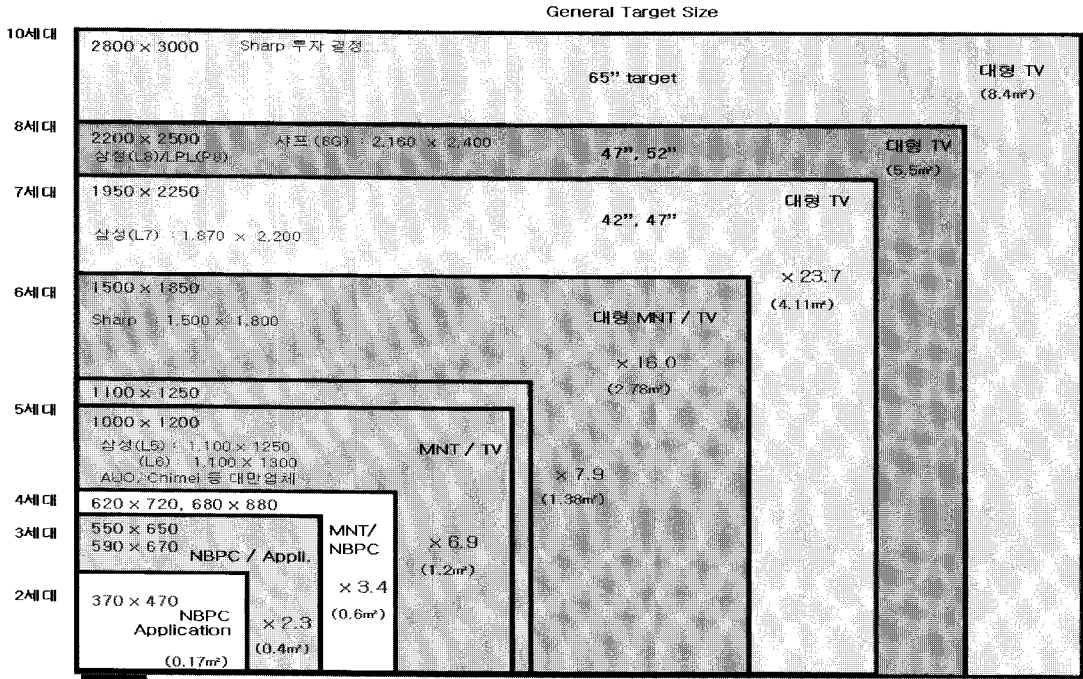 General Target Size
10세대
2800 × 3000 Sharp 투자 결정
65" target
대형 TV
(8.4㎡)
8세대
2200 × 2500 샤프 (8G) : 2,160 × 2,400
삼성(L8)/LPL(P8)
47", 52"
대형 TV
(5.5㎡)
7세대
1950 × 2250
42", 47"
대형 TV
삼성(L7) : 1,870 × 2,200
× 23.7
(4.11㎡)
6세대
1500 × 1850
Sharp : 1,500 × 1,800
대형 MNT / TV
× 16.0
(2.78㎡)
1100 × 1250
5세대
1000 × 1200
삼성(L5) : 1,100 × 1250
(L6) 1,100 × 1300
AUO, Chimei 등 대만업체
MNT / TV
× 7.9
(1.38㎡)
4세대
620 × 720, 680 × 880
3세대
550 × 650
590 × 670
NBPC / Appli.
MNT/
NBPC
× 6.9
(1.2㎡)
× 3.4
(0.6㎡)
2세대
370 × 470
NBPC
Application
(0.17㎡)
× 2.3
(0.4㎡)